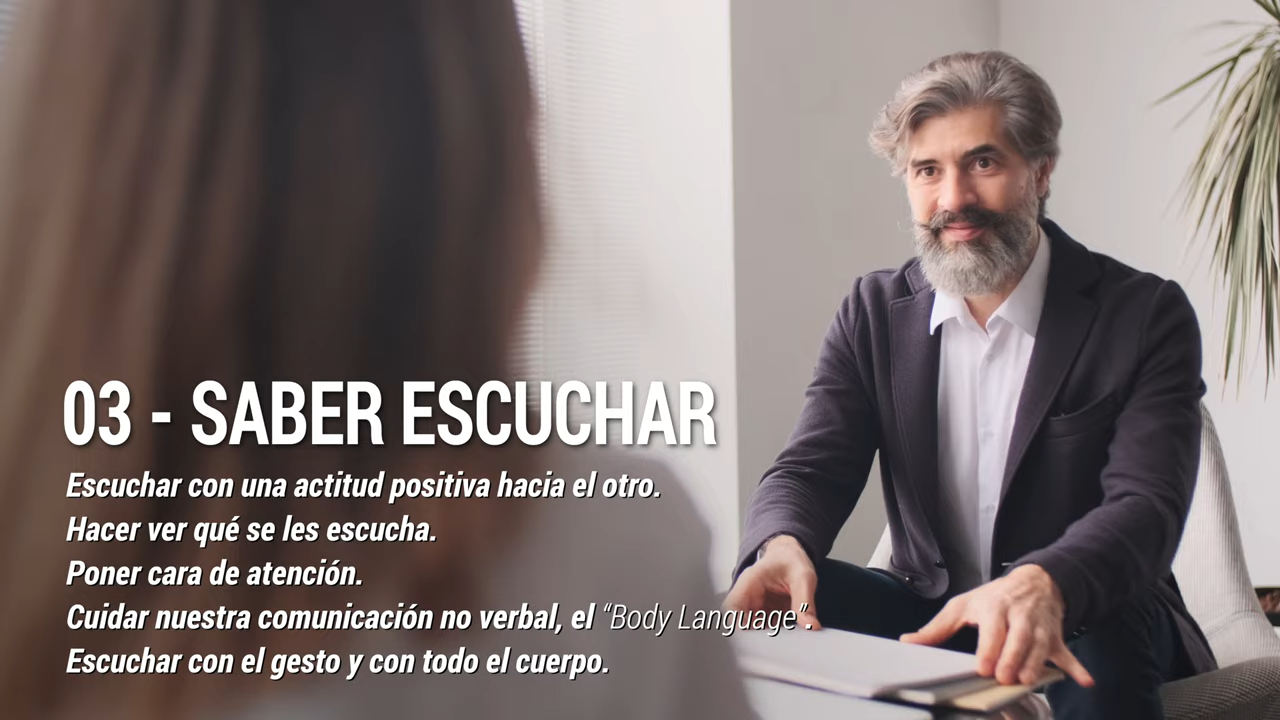 03 - SABER ESCUCHAR
Escuchar con una actitud positiva hacia el otro.
Hacer ver qué se les escucha.
Poner cara de atención.
Cuidar nuestra comunicación no verbal, el “Body Language”.
Escuchar con el gesto y con todo el cuerpo.